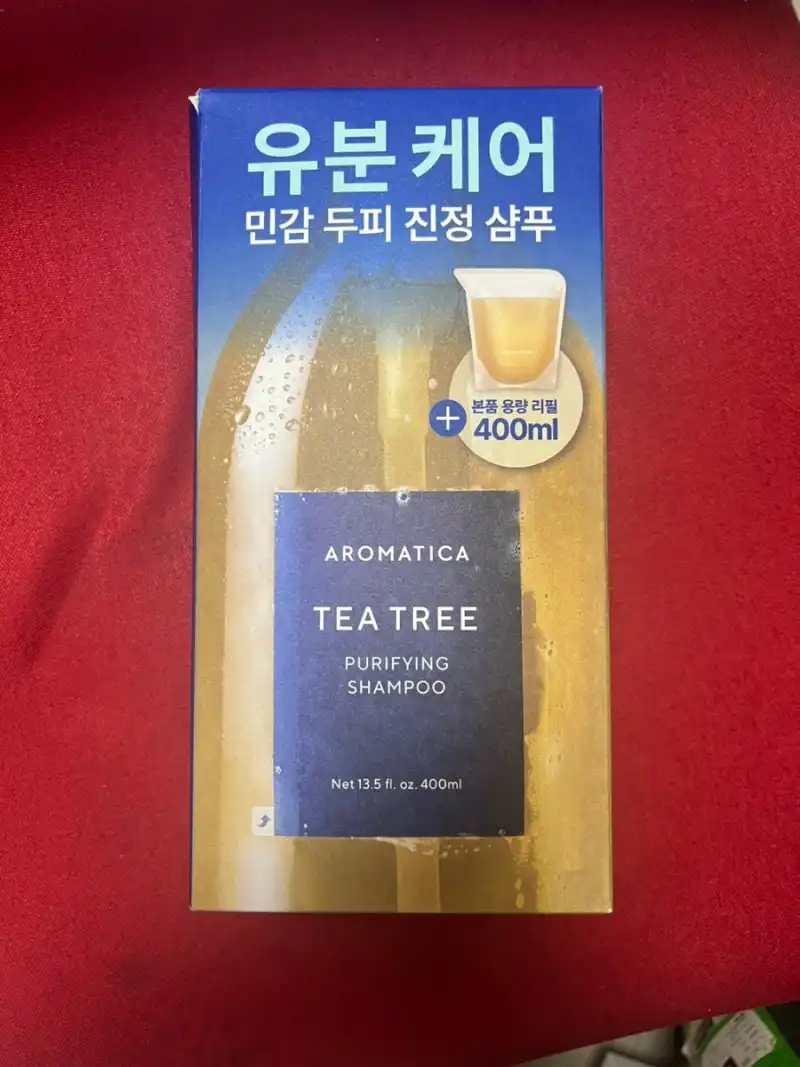 유분 케어
민감 두피 진정 샴푸
+ 본품 용량 리필
400ml
AROMATICA
TEA TREE
PURIFYING
SHAMPOO
Net 13.5 fl. oz. 400ml